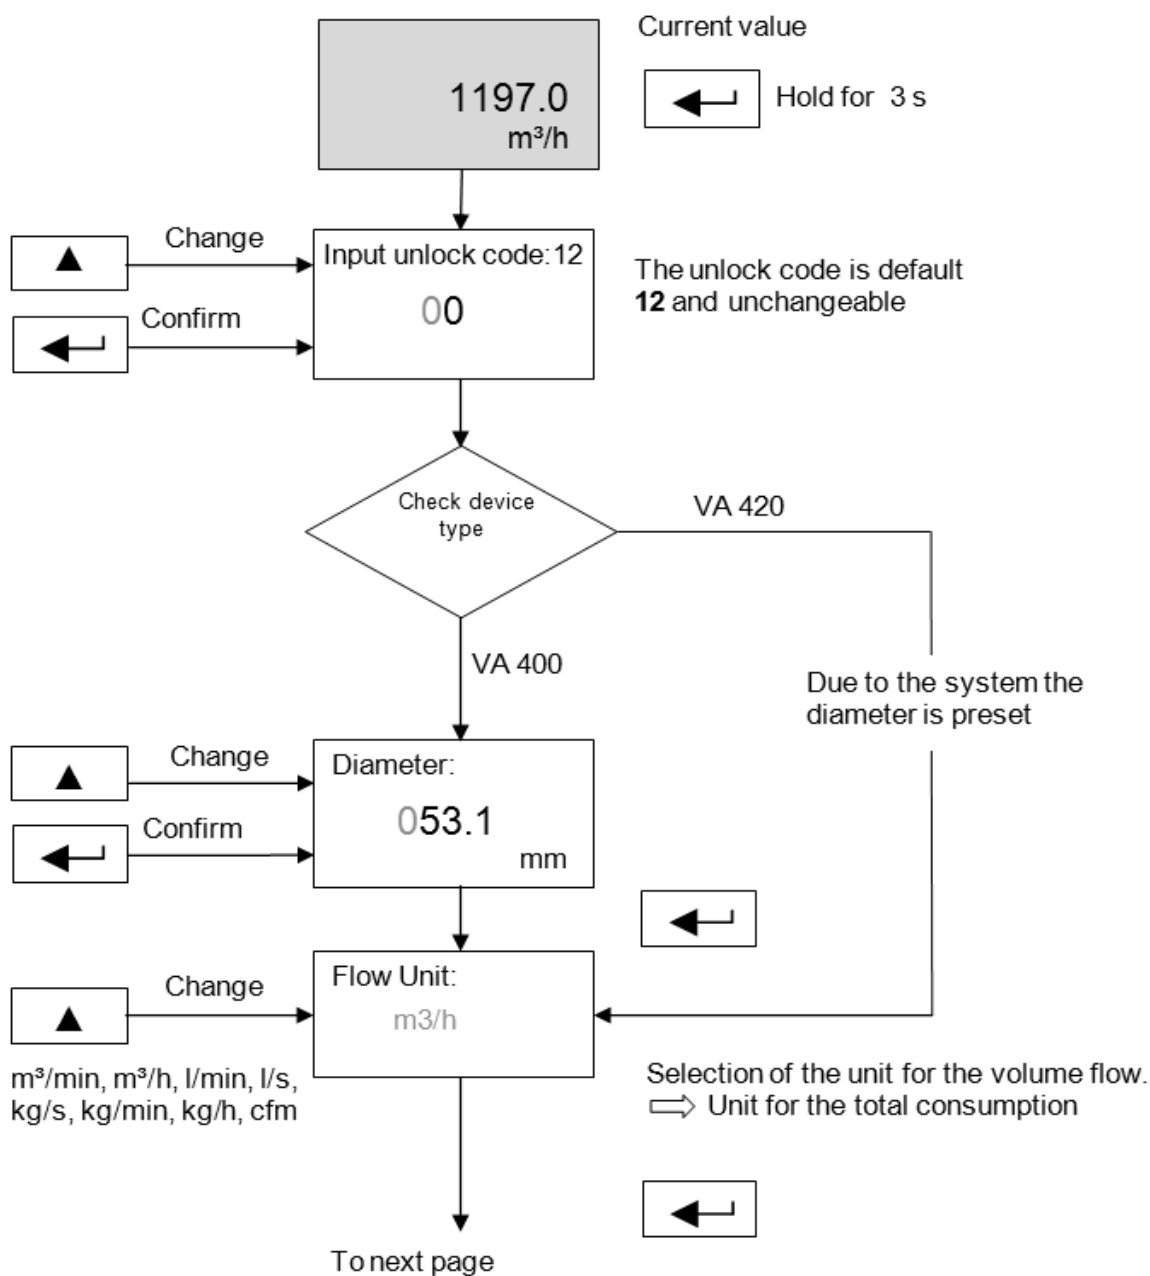 Current value
1197.0
m³/h
Hold for 3 s
Change
Input unlock code:12
00
Confirm
The unlock code is default
12 and unchangeable
Check device
type
VA 420
VA 400
Due to the system the
diameter is preset
Change
Diameter:
053.1
mm
Confirm
Flow Unit:
m3/h
Change
m³/min, m³/h, l/min, l/s,
kg/s, kg/min, kg/h, cfm
Selection of the unit for the volume flow.
⇨ Unit for the total consumption
To next page